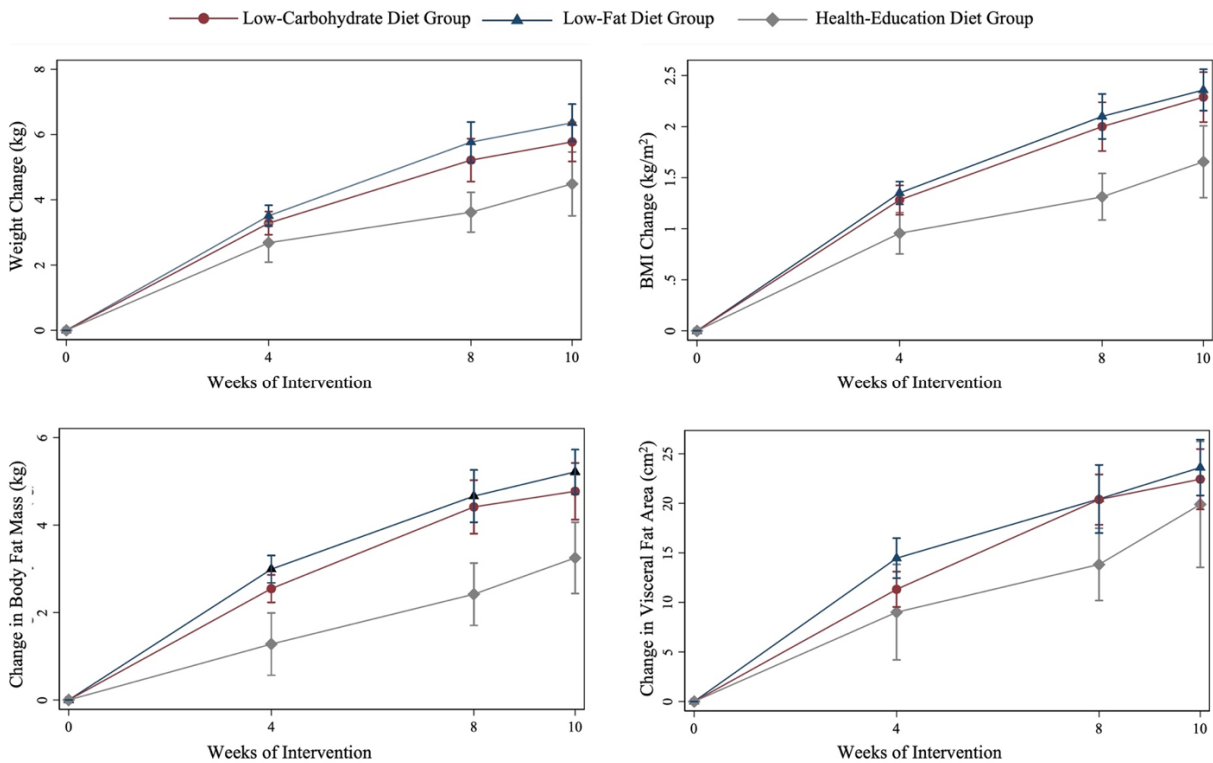 Low-Carbohydrate Diet Group Low-Fat Diet Group Health-Education Diet Group
Weight Change (kg)
8
6
4
2
0
0 4 8 10
Weeks of Intervention
BMI Change (kg/m²)
2.5
2
1.5
1
.5
0
0 4 8 10
Weeks of Intervention
Change in Body Fat Mass (kg)
6
4
2
0
0 4 8 10
Weeks of Intervention
Change in Visceral Fat Area (cm²)
25
20
15
10
5
0
0 4 8 10
Weeks of Intervention